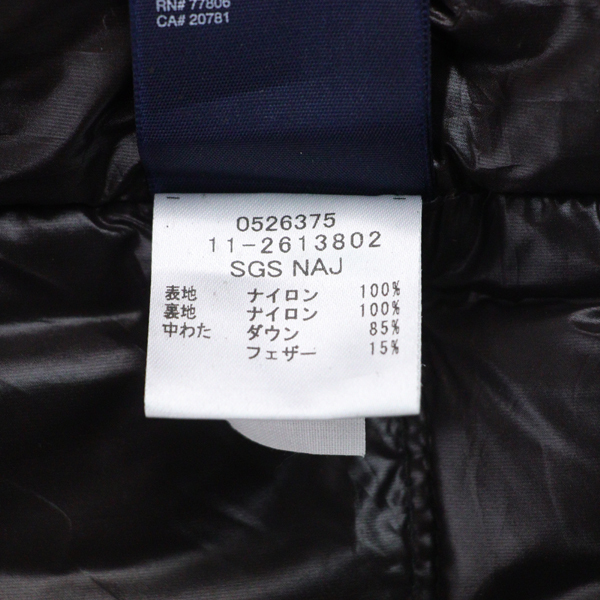 RN# 77806
CA# 20781
0526375
11-2613802
SGS NAJ
表地 ナイロン 100%
裏地 ナイロン 100%
中わた ダウン 85%
フェザー 15%